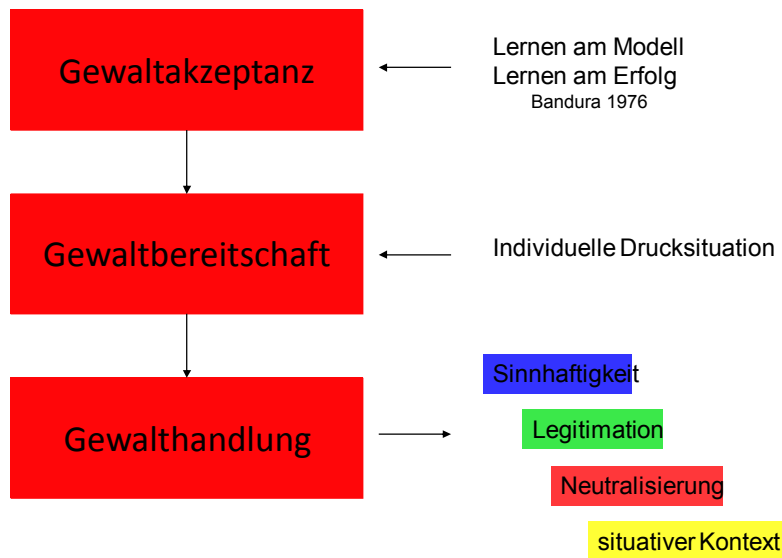 Gewaltakzeptanz
Lernen am Modell
Lernen am Erfolg
Bandura 1976
Gewaltbereitschaft
Individuelle Drucksituation
Gewalthandlung
Sinnhaftigkeit
Legitimation
Neutralisierung
situativer Kontext